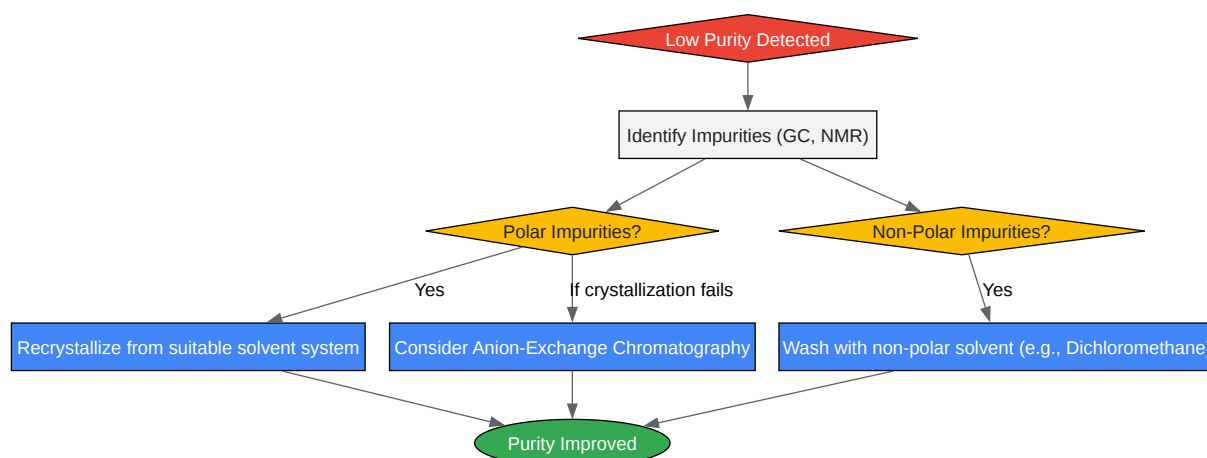 Low Purity Detected
Identify Impurities (GC, NMR)
Polar Impurities?
Non-Polar Impurities?
Yes
If crystallization fails
Yes
Recrystallize from suitable solvent system
Consider Anion-Exchange Chromatography
Wash with non-polar solvent (e.g., Dichloromethane)
Purity Improved